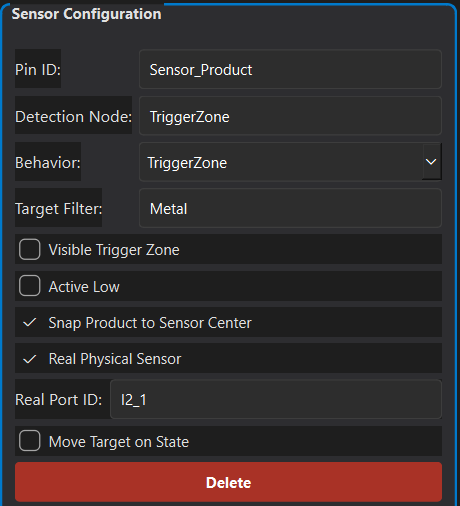 Sensor Configuration
Pin ID: Sensor_Product
Detection Node: TriggerZone
Behavior: TriggerZone
Target Filter: Metal
Visible Trigger Zone
Active Low
Snap Product to Sensor Center
Real Physical Sensor
Real Port ID: I2_1
Move Target on State
Delete